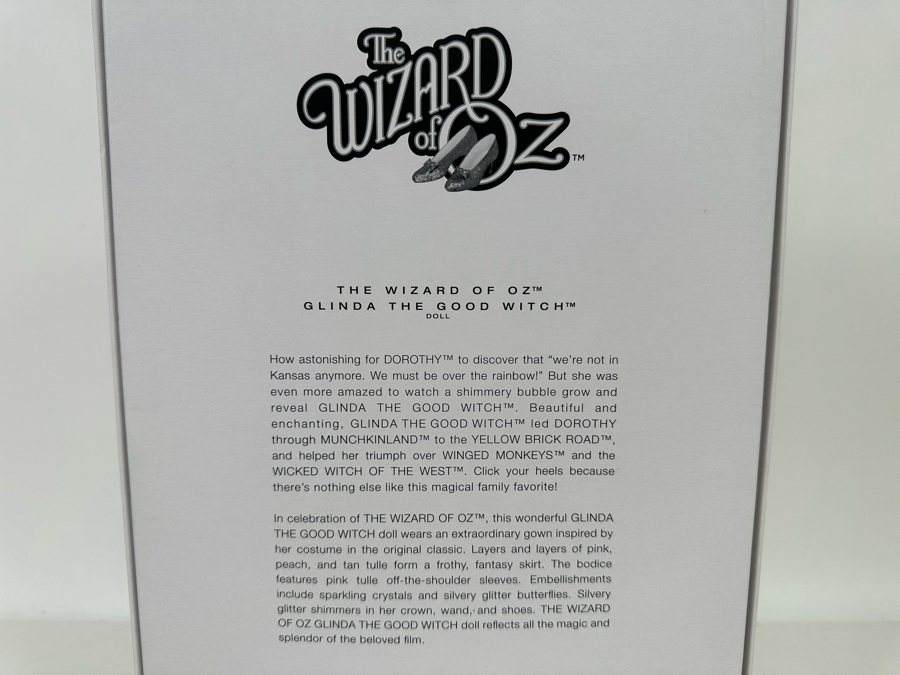 The
WIZARD
of OZ™
THE WIZARD OF OZ™
GLINDA THE GOOD WITCH™
DOLL
How astonishing for DOROTHY™ to discover that “we’re not in
Kansas anymore. We must be over the rainbow!” But she was
even more amazed to watch a shimmery bubble grow and
reveal GLINDA THE GOOD WITCH™. Beautiful and
enchanting, GLINDA THE GOOD WITCH™ led DOROTHY
through MUNCHKINLAND™ to the YELLOW BRICK ROAD™,
and helped her triumph over WINGED MONKEYS™ and the
WICKED WITCH OF THE WEST™. Click your heels because
there’s nothing else like this magical family favorite!
In celebration of THE WIZARD OF OZ™, this wonderful GLINDA
THE GOOD WITCH doll wears an extraordinary gown inspired by
her costume in the original classic. Layers and layers of pink,
peach, and tan tulle form a frothy, fantasy skirt. The bodice
features pink tulle off-the-shoulder sleeves. Embellishments
include sparkling crystals and silvery glitter butterflies. Silvery
glitter shimmers in her crown, wand, and shoes. THE WIZARD
OF OZ GLINDA THE GOOD WITCH doll reflects all the magic and
splendor of the beloved film.